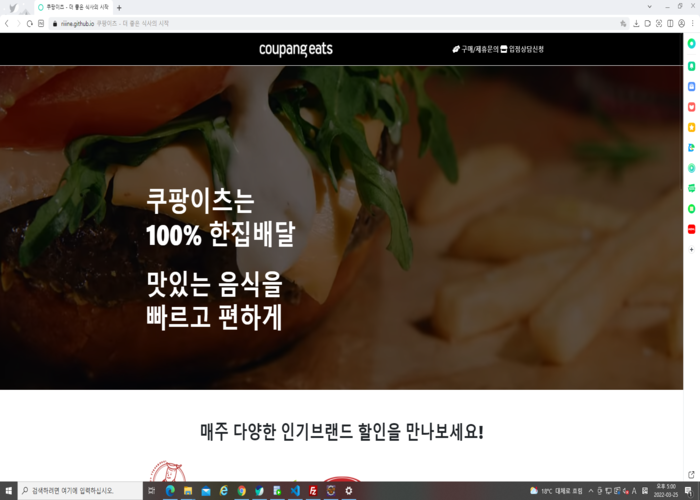 쿠팡이츠 - 더 좋은 식사의 시작
niine.github.io 쿠팡이츠 - 더 좋은 식사의 시작
coupang eats
구매/제휴문의 입점상담신청
쿠팡이츠는
100% 한집배달
맛있는 음식을
빠르고 편하게
매주 다양한 인기브랜드 할인을 만나보세요!
검색하려면 여기에 입력하십시오.
18°C 대체로 흐림
A
오후 5:00
2022-03-25